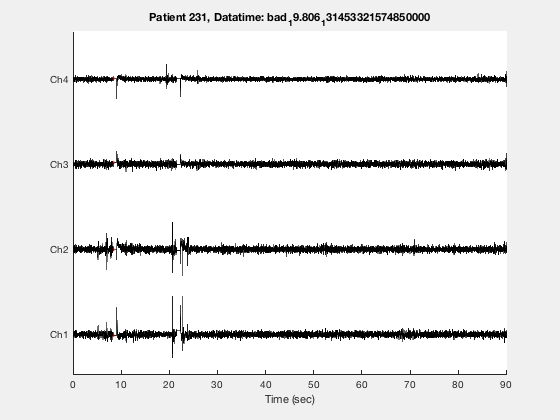 Patient 231, Datatime: bad19.806131453321574850000
Ch4
Ch3
Ch2
Ch1
0 10 20 30 40 50 60 70 80 90
Time (sec)